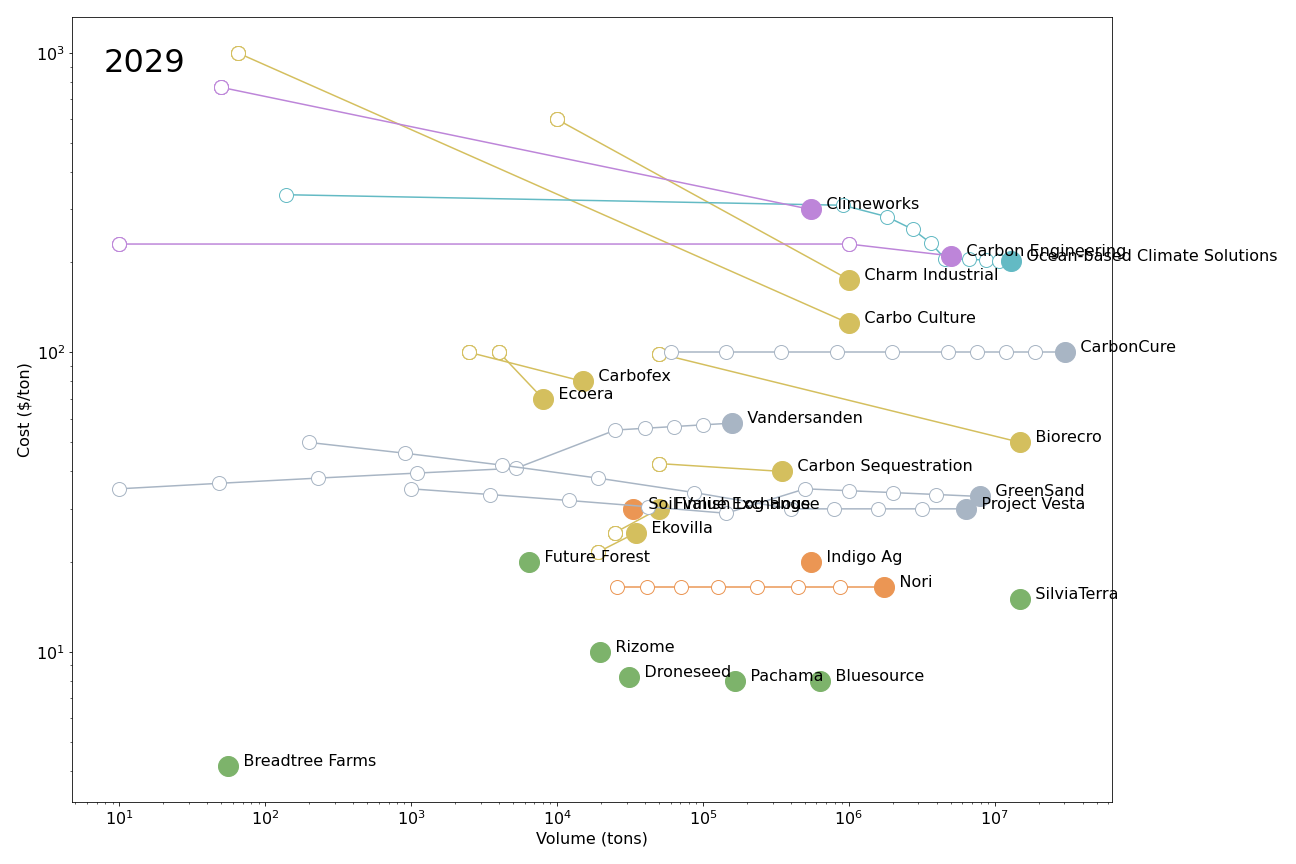 2029
10³
10²
10¹
Cost ($/ton)
Climeworks
Carbon Engineering
Ocean-based Climate Solutions
Charm Industrial
Carbo Culture
CarbonCure
Carbofex
Ecoera
Vandersanden
Biorecro
Carbon Sequestration
GreenSand
Project Vesta
Ekovilla
Future Forest
Indigo Ag
Nori
SilviaTerra
Rizome
Droneseed
Pachama
Bluesource
Breadtree Farms
10¹
10²
10³
10⁴
10⁵
10⁶
10⁷
Volume (tons)